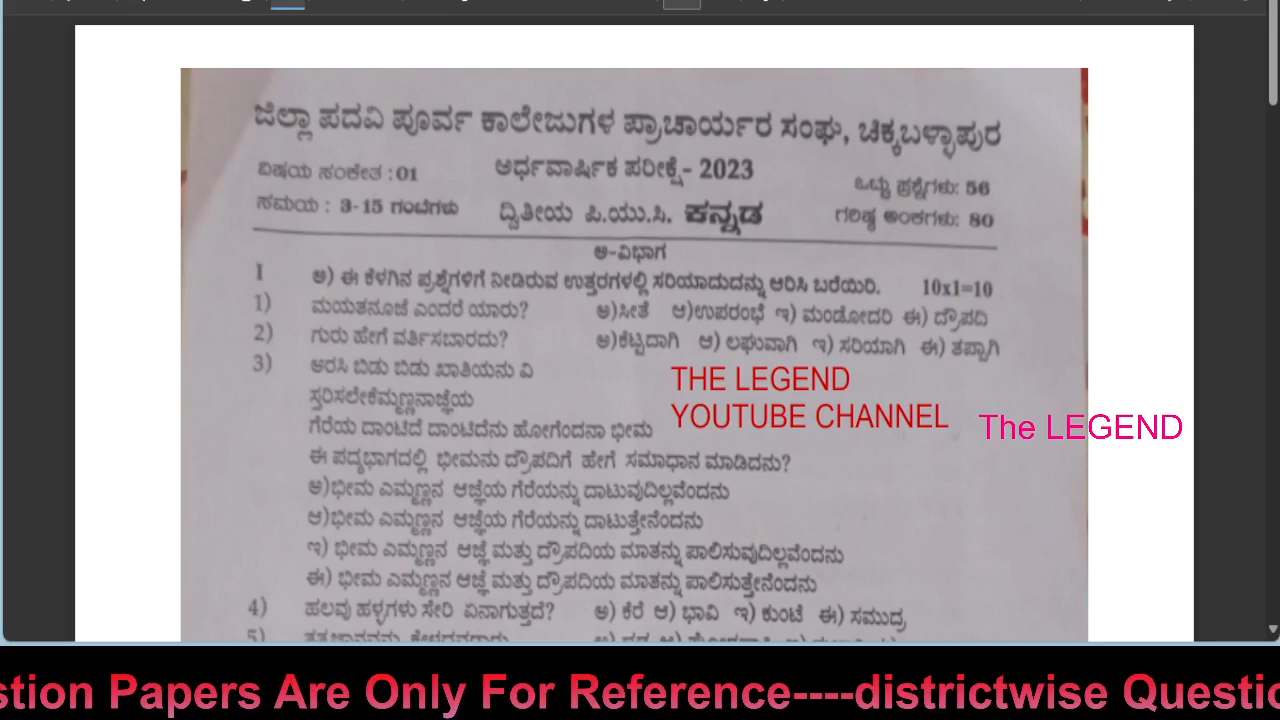 ಜಿಲ್ಲಾ ಪದವಿ ಪೂರ್ವ ಕಾಲೇಜುಗಳ ಪ್ರಾಚಾರ್ಯರ ಸಂಘ, ಚಿಕ್ಕಬಳ್ಳಾಪುರ
ವಿಷಯ ಸಂಕೇತ : 01 ಅರ್ಧವಾರ್ಷಿಕ ಪರೀಕ್ಷೆ- 2023 ಒಟ್ಟು ಪ್ರಶ್ನೆಗಳು: 56
ಸಮಯ : 3-15 ಗಂಟೆಗಳು ದ್ವಿತೀಯ ಪಿ.ಯು.ಸಿ. ಕನ್ನಡ ಗರಿಷ್ಠ ಅಂಕಗಳು: 80
ಅ-ವಿಭಾಗ
I ಅ) ಈ ಕೆಳಗಿನ ಪ್ರಶ್ನೆಗಳಿಗೆ ನೀಡಿರುವ ಉತ್ತರಗಳಲ್ಲಿ ಸರಿಯಾದುದನ್ನು ಆರಿಸಿ ಬರೆಯಿರಿ. 10x1=10
1) ಮಯತನೂಜೆ ಎಂದರೆ ಯಾರು? ಅ)ಸೀತೆ ಆ)ಉಪರಂಭೆ ಇ) ಮಂಡೋದರಿ ಈ) ದ್ರೌಪದಿ
2) ಗುರು ಹೇಗೆ ವರ್ತಿಸಬಾರದು? ಅ)ಕೆಟ್ಟದಾಗಿ ಆ) ಲಘುವಾಗಿ ಇ) ಸರಿಯಾಗಿ ಈ) ತಪ್ಪಾಗಿ
3) ಅರಸಿ ಬಿಡು ಬಿಡು ಖಾತಿಯನು ವಿ
ಸ್ತರಿಸಲೇಕೆಮ್ಮಣ್ಣನಾಜ್ಞೆಯ
ಗೆರೆಯ ದಾಂಟಿದೆ ದಾಂಟಿದೆನು ಹೋಗೆಂದನಾ ಭೀಮ
ಈ ಪದ್ಯಭಾಗದಲ್ಲಿ ಭೀಮನು ದ್ರೌಪದಿಗೆ ಹೇಗೆ ಸಮಾಧಾನ ಮಾಡಿದನು?
ಅ)ಭೀಮ ಎಮ್ಮಣ್ಣನ ಆಜ್ಞೆಯ ಗೆರೆಯನ್ನು ದಾಟುವುದಿಲ್ಲವೆಂದನು
ಆ)ಭೀಮ ಎಮ್ಮಣ್ಣನ ಆಜ್ಞೆಯ ಗೆರೆಯನ್ನು ದಾಟುತ್ತೇನೆಂದನು
ಇ) ಭೀಮ ಎಮ್ಮಣ್ಣನ ಆಜ್ಞೆ ಮತ್ತು ದ್ರೌಪದಿಯ ಮಾತನ್ನು ಪಾಲಿಸುವುದಿಲ್ಲವೆಂದನು
ಈ) ಭೀಮ ಎಮ್ಮಣ್ಣನ ಆಜ್ಞೆ ಮತ್ತು ದ್ರೌಪದಿಯ ಮಾತನ್ನು ಪಾಲಿಸುತ್ತೇನೆಂದನು
4) ಹಲವು ಹಳ್ಳಗಳು ಸೇರಿ ಏನಾಗುತ್ತದೆ? ಅ) ಕೆರೆ ಆ) ಭಾವಿ ಇ) ಕುಂಟೆ ಈ) ಸಮುದ್ರ
THE LEGEND
YOUTUBE CHANNEL
The LEGEND
stion Papers Are Only For Reference----districtwise Questio